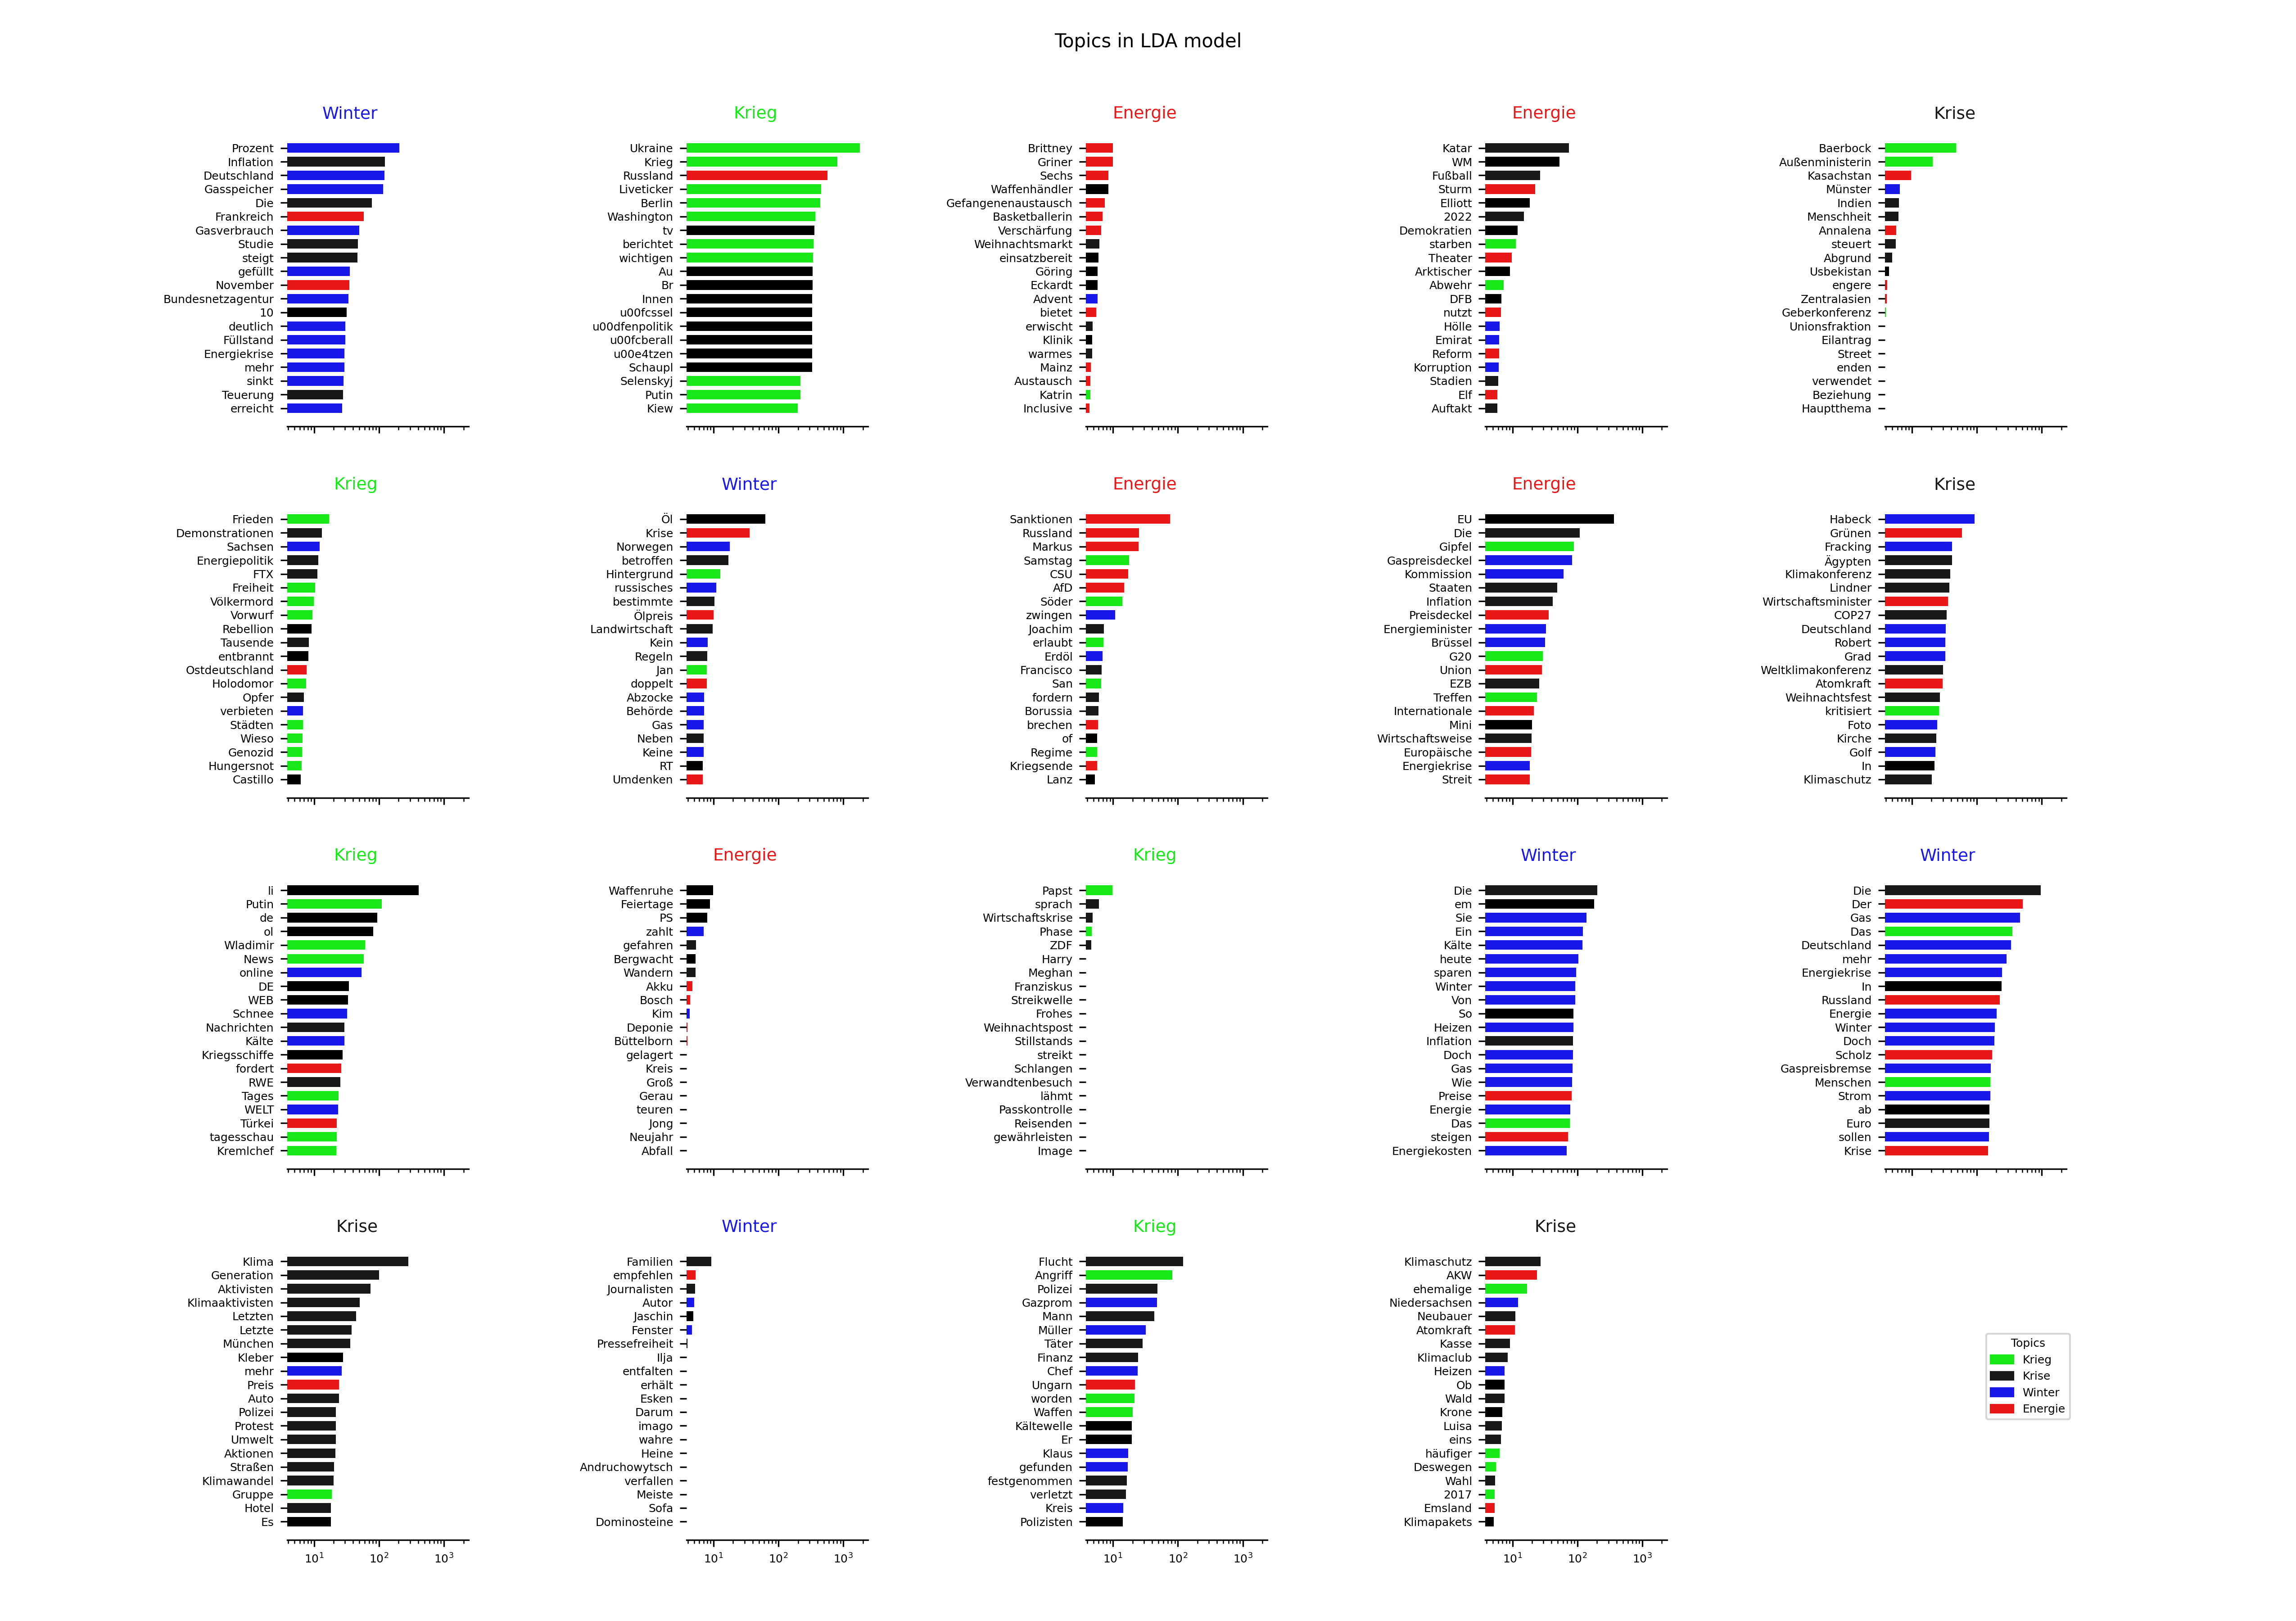 Topics in LDA model
Winter
Prozent
Inflation
Deutschland
Gasspeicher
Die
Frankreich
Gasverbrauch
Studie
steigt
gefüllt
November
Bundesnetzagentur
10
deutlich
Füllstand
Energiekrise
mehr
sinkt
Teuerung
erreicht
Krieg
Ukraine
Krieg
Russland
Liveticker
Berlin
Washington
tv
berichtet
wichtigen
Au
Br
Innen
u00fcssel
u00dfenpolitik
u00fcberall
u00e4tzen
Schaupl
Selenskyj
Putin
Kiew
Energie
Brittney
Griner
Sechs
Waffenhändler
Gefangenenaustausch
Basketballerin
Verschärfung
Weihnachtsmarkt
einsatzbereit
Göring
Eckardt
Advent
bietet
erwischt
Klinik
warmes
Mainz
Austausch
Katrin
Inclusive
Energie
Katar
WM
Fußball
Sturm
Elliott
2022
Demokratien
starben
Theater
Arktischer
Abwehr
DFB
nutzt
Hölle
Emirat
Reform
Korruption
Stadien
Elf
Auftakt
Krise
Baerbock
Außenministerin
Kasachstan
Münster
Indien
Menschheit
Annalena
steuert
Abgrund
Usbekistan
engere
Zentralasien
Geberkonferenz
Unionsfraktion
Eilantrag
Street
enden
verwendet
Beziehung
Hauptthema
Krieg
Frieden
Demonstrationen
Sachsen
Energiepolitik
FTX
Freiheit
Völkermord
Vorwurf
Rebellion
Tausende
entbrannt
Ostdeutschland
Holodomor
Opfer
verbieten
Städten
Wieso
Genozid
Hungersnot
Castillo
Winter
Öl
Krise
Norwegen
betroffen
Hintergrund
russisches
bestimmte
Ölpreis
Landwirtschaft
Kein
Regeln
Jan
doppelt
Abzocke
Behörde
Gas
Neben
Keine
RT
Umdenken
Energie
Sanktionen
Russland
Markus
Samstag
CSU
AfD
Söder
zwingen
Joachim
erlaubt
Erdöl
Francisco
San
fordern
Borussia
brechen
of
Regime
Kriegsende
Lanz
Energie
EU
Die
Gipfel
Gaspreisdeckel
Kommission
Staaten
Inflation
Preisdeckel
Energieminister
Brüssel
G20
Union
EZB
Treffen
Internationale
Mini
Wirtschaftsweise
Europäische
Energiekrise
Streit
Krise
Habeck
Grünen
Fracking
Ägypten
Klimakonferenz
Lindner
Wirtschaftsminister
COP27
Deutschland
Robert
Grad
Weltklimakonferenz
Atomkraft
Weihnachtsfest
kritisiert
Foto
Kirche
Golf
In
Klimaschutz
Krieg
li
Putin
de
ol
Wladimir
News
online
DE
WEB
Schnee
Nachrichten
Kälte
Kriegsschiffe
fordert
RWE
Tages
WELT
Türkei
tagesschau
Kremlchef
Energie
Waffenruhe
Feiertage
PS
zahlt
gefahren
Bergwacht
Wandern
Akku
Bosch
Kim
Deponie
Büttelborn
gelagert
Kreis
Groß
Gerau
teuren
Jong
Neujahr
Abfall
Krieg
Papst
sprach
Wirtschaftskrise
Phase
ZDF
Harry
Meghan
Franziskus
Streikwelle
Frohes
Weihnachtspost
Stillstands
streikt
Schlangen
Verwandtenbesuch
lähmt
Passkontrolle
Reisenden
gewährleisten
Image
Winter
Die
em
Sie
Ein
Kälte
heute
sparen
Winter
Von
So
Heizen
Inflation
Doch
Gas
Wie
Preise
Energie
Das
steigen
Energiekosten
Winter
Die
Der
Gas
Das
Deutschland
mehr
Energiekrise
In
Russland
Energie
Winter
Doch
Scholz
Gaspreisbremse
Menschen
Strom
ab
Euro
sollen
Krise
Krise
Klima
Generation
Aktivisten
Klimaaktivisten
Letzten
Letzte
München
Kleber
mehr
Preis
Auto
Polizei
Protest
Umwelt
Aktionen
Straßen
Klimawandel
Gruppe
Hotel
Es
10¹ 10² 10³
Winter
Familien
empfehlen
Journalisten
Autor
Jaschin
Fenster
Pressefreiheit
Ilja
entfalten
erhält
Esken
Darum
imago
wahre
Heine
Andruchowytsch
verfallen
Meiste
Sofa
Dominosteine
10¹ 10² 10³
Krieg
Flucht
Angriff
Polizei
Gazprom
Mann
Müller
Täter
Finanz
Chef
Ungarn
worden
Waffen
Kältewelle
Er
Klaus
gefunden
festgenommen
verletzt
Kreis
Polizisten
10¹ 10² 10³
Krise
Klimaschutz
AKW
ehemalige
Niedersachsen
Neubauer
Atomkraft
Kasse
Klimaclub
Heizen
Ob
Wald
Krone
Luisa
eins
häufiger
Deswegen
Wahl
2017
Emsland
Klimapakets
10¹ 10² 10³
Topics
Krieg
Krise
Winter
Energie